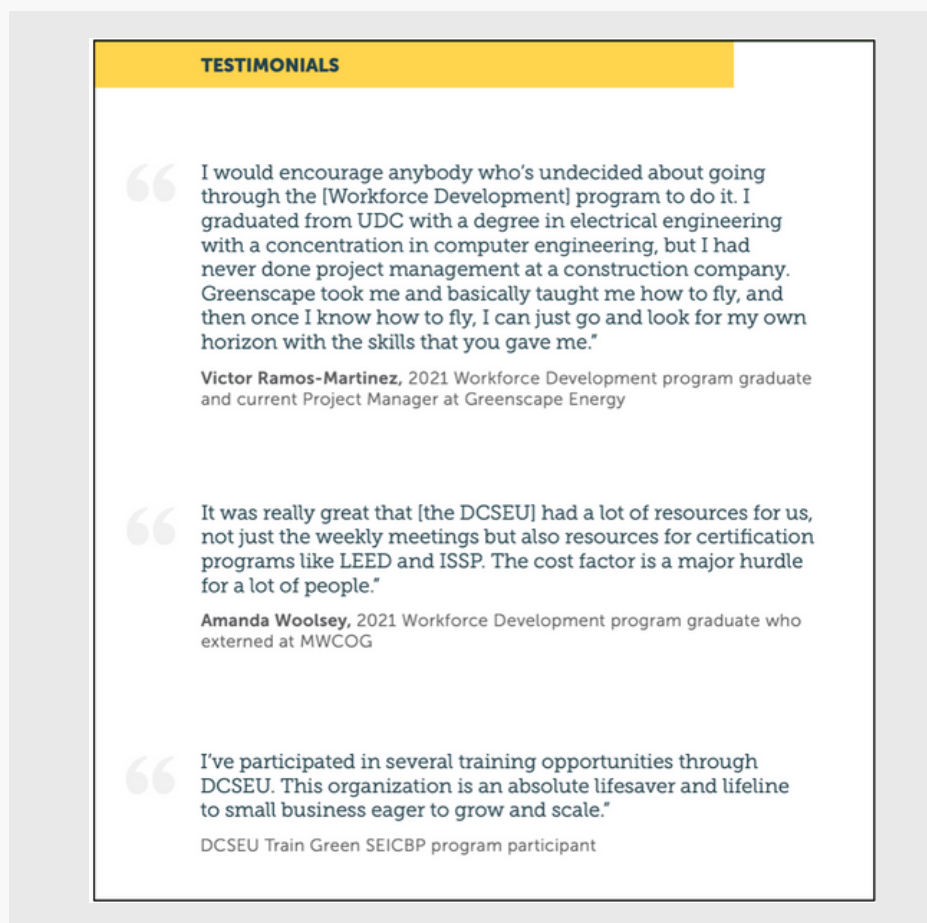 TESTIMONIALS
I would encourage anybody who's undecided about going
through the [Workforce Development] program to do it. I
graduated from UDC with a degree in electrical engineering
with a concentration in computer engineering, but I had
never done project management at a construction company.
Greenscape took me and basically taught me how to fly, and
then once I know how to fly, I can just go and look for my own
horizon with the skills that you gave me.”
Victor Ramos-Martinez, 2021 Workforce Development program graduate
and current Project Manager at Greenscape Energy
“
It was really great that [the DCSEU] had a lot of resources for us,
not just the weekly meetings but also resources for certification
programs like LEED and ISSP. The cost factor is a major hurdle
for a lot of people.”
Amanda Woolsey, 2021 Workforce Development program graduate who
externed at MWCOG
“
I've participated in several training opportunities through
DCSEU. This organization is an absolute lifesaver and lifeline
to small business eager to grow and scale.”
DCSEU Train Green SEICBP program participant